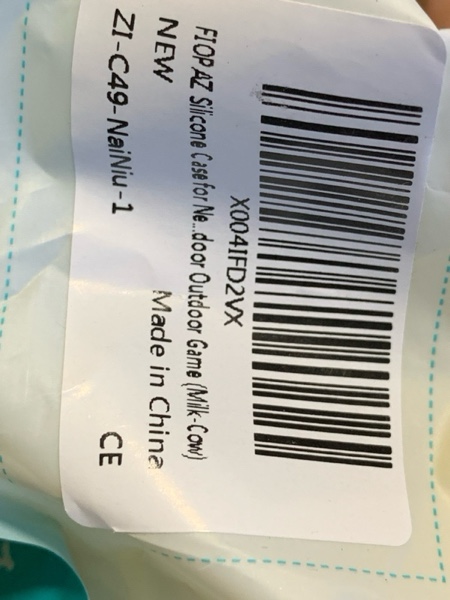 X004IFD2VX
FIOPAZ Silicone Case for Ne...door Outdoor Game (Milk-Cow)
NEW
Made in China
ZI-C49-NaiNiu-1
CE